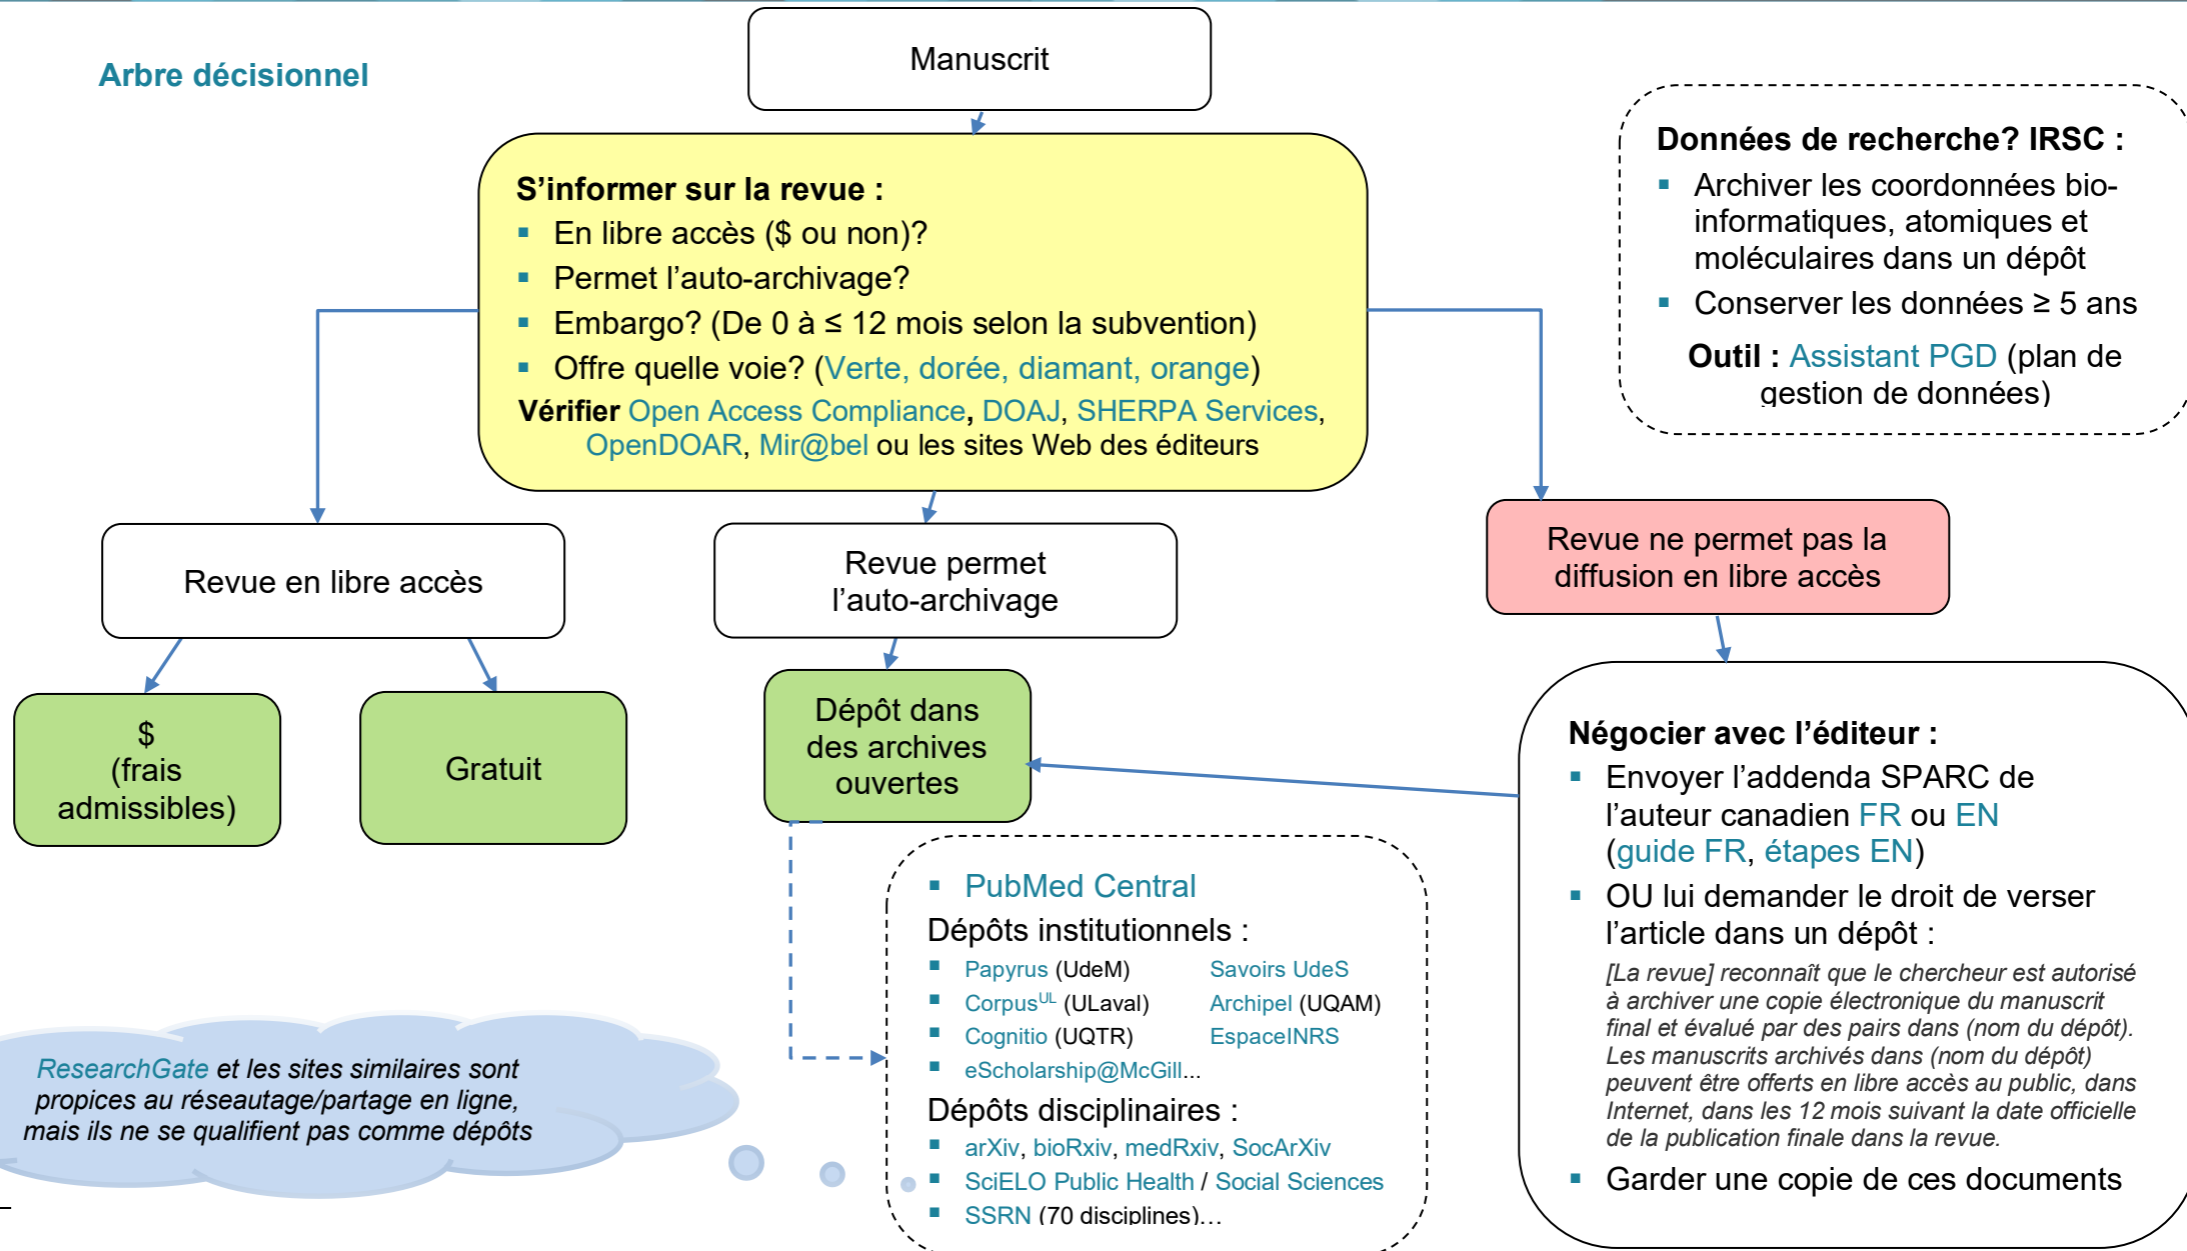 Arbre décisionnel
Manuscrit
S’informer sur la revue :
▪ En libre accès ($ ou non)?
▪ Permet l’auto-archivage?
▪ Embargo? (De 0 à ≤ 12 mois selon la subvention)
▪ Offre quelle voie? (Verte, dorée, diamant, orange)
Vérifier Open Access Compliance, DOAJ, SHERPA Services,
OpenDOAR, Mir@bel ou les sites Web des éditeurs
Données de recherche? IRSC :
▪ Archiver les coordonnées bio-
informatiques, atomiques et
moléculaires dans un dépôt
▪ Conserver les données ≥ 5 ans
Outil : Assistant PGD (plan de
gestion de données)
Revue en libre accès
Revue permet
l’auto-archivage
Revue ne permet pas la
diffusion en libre accès
$
(frais
admissibles)
Gratuit
Dépôt dans
des archives
ouvertes
Négocier avec l’éditeur :
▪ Envoyer l’addenda SPARC de
l’auteur canadien FR ou EN
(guide FR, étapes EN)
▪ OU lui demander le droit de verser
l’article dans un dépôt :
[La revue] reconnaît que le chercheur est autorisé
à archiver une copie électronique du manuscrit
final et évalué par des pairs dans (nom du dépôt).
Les manuscrits archivés dans (nom du dépôt)
peuvent être offerts en libre accès au public, dans
Internet, dans les 12 mois suivant la date officielle
de la publication finale dans la revue.
▪ Garder une copie de ces documents
▪ PubMed Central
Dépôts institutionnels :
▪ Papyrus (UdeM) Savoirs UdeS
▪ CorpusUL (ULaval) Archipel (UQAM)
▪ Cognitio (UQTR) EspaceINRS
▪ eScholarship@McGill...
Dépôts disciplinaires :
▪ arXiv, bioRxiv, medRxiv, SocArXiv
▪ SciELO Public Health / Social Sciences
▪ SSRN (70 disciplines)…
ResearchGate et les sites similaires sont
propices au réseautage/partage en ligne,
mais ils ne se qualifient pas comme dépôts